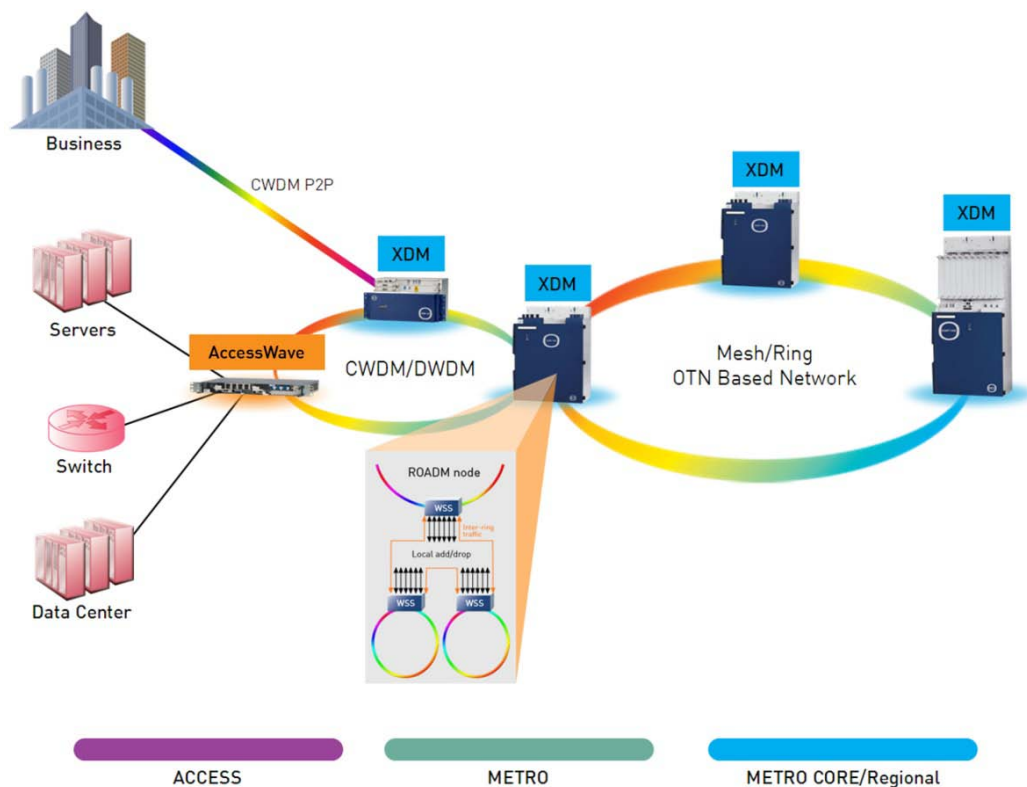 Business
CWDM P2P
XDM
XDM
XDM
XDM
Servers
AccessWave
CWDM/DWDM
Mesh/Ring
OTN Based Network
Switch
ROADM node
WSS
Inter-ring
traffic
Local add/drop
WSS
WSS
Data Center
ACCESS
METRO
METRO CORE/Regional